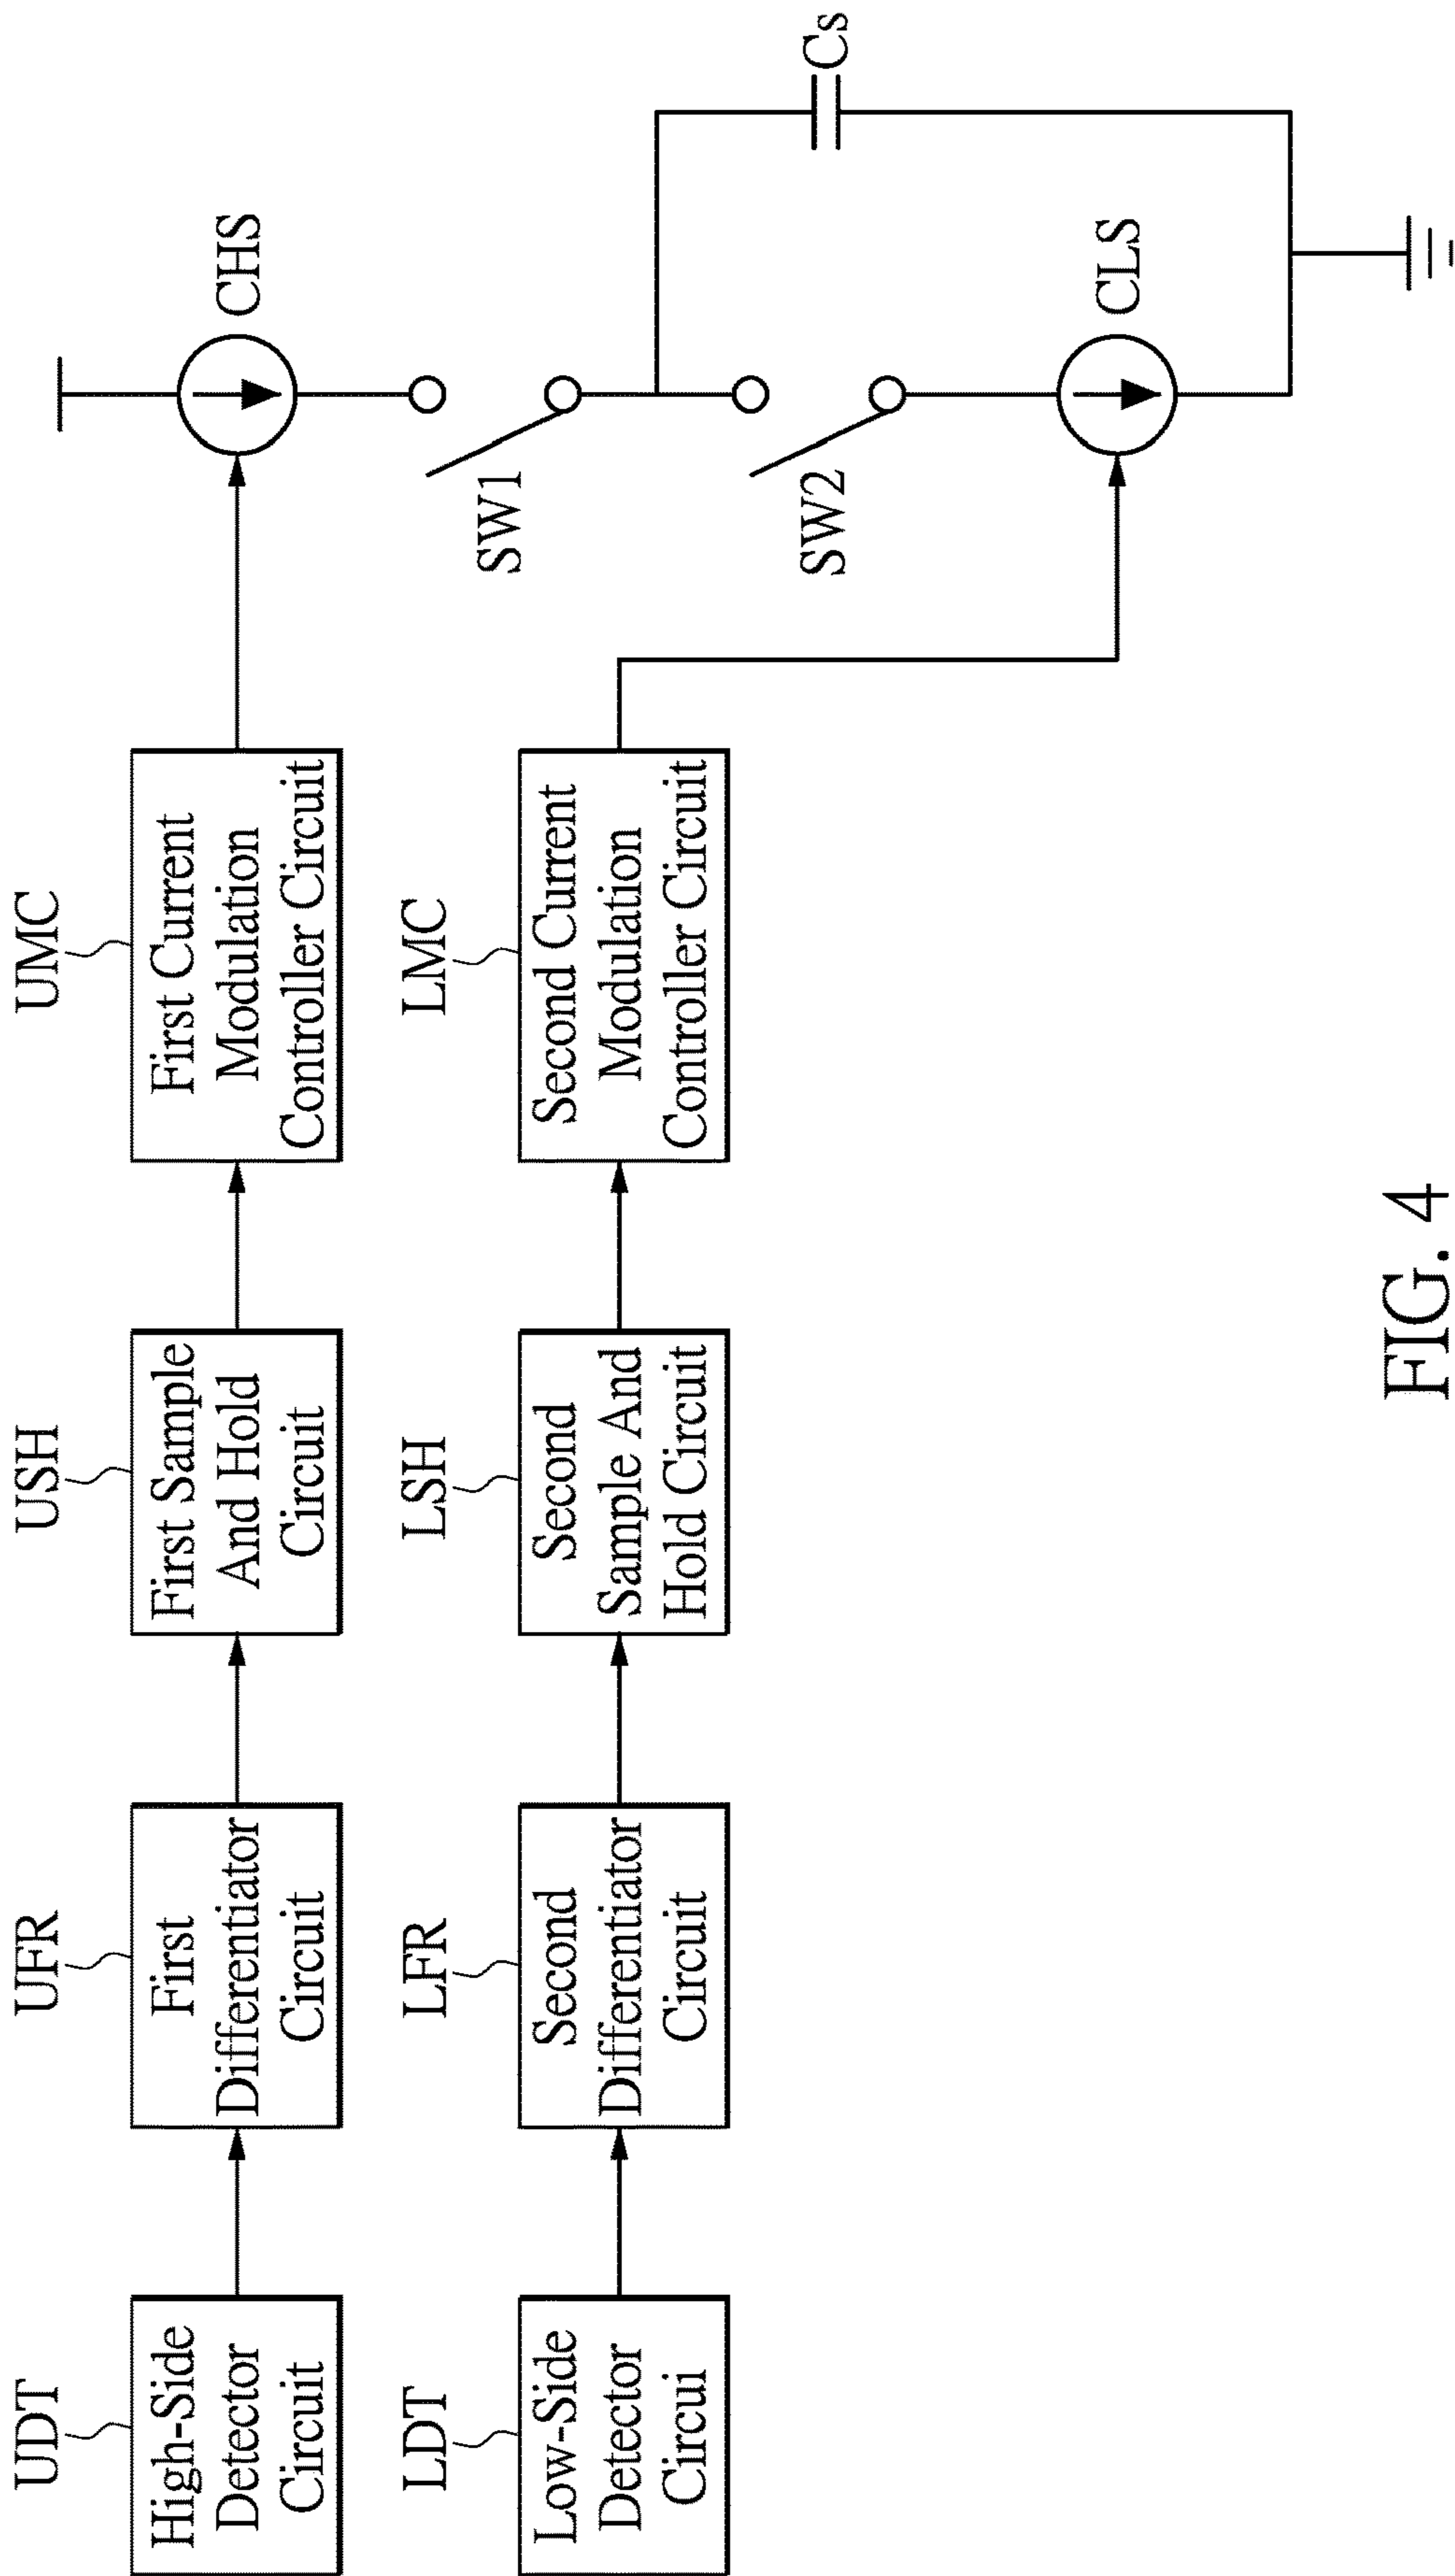 UDT
High-Side
Detector
Circuit
UFR
First
Differentiator
Circuit
USH
First Sample
And Hold
Circuit
UMC
First Current
Modulation
Controller Circuit
CHS
LDT
Low-Side
Detector
Circui
LFR
Second
Differentiator
Circuit
LSH
Second
Sample And
Hold Circuit
LMC
Second Current
Modulation
Controller Circuit
SW1
SW2
Cs
CLS
FIG. 4